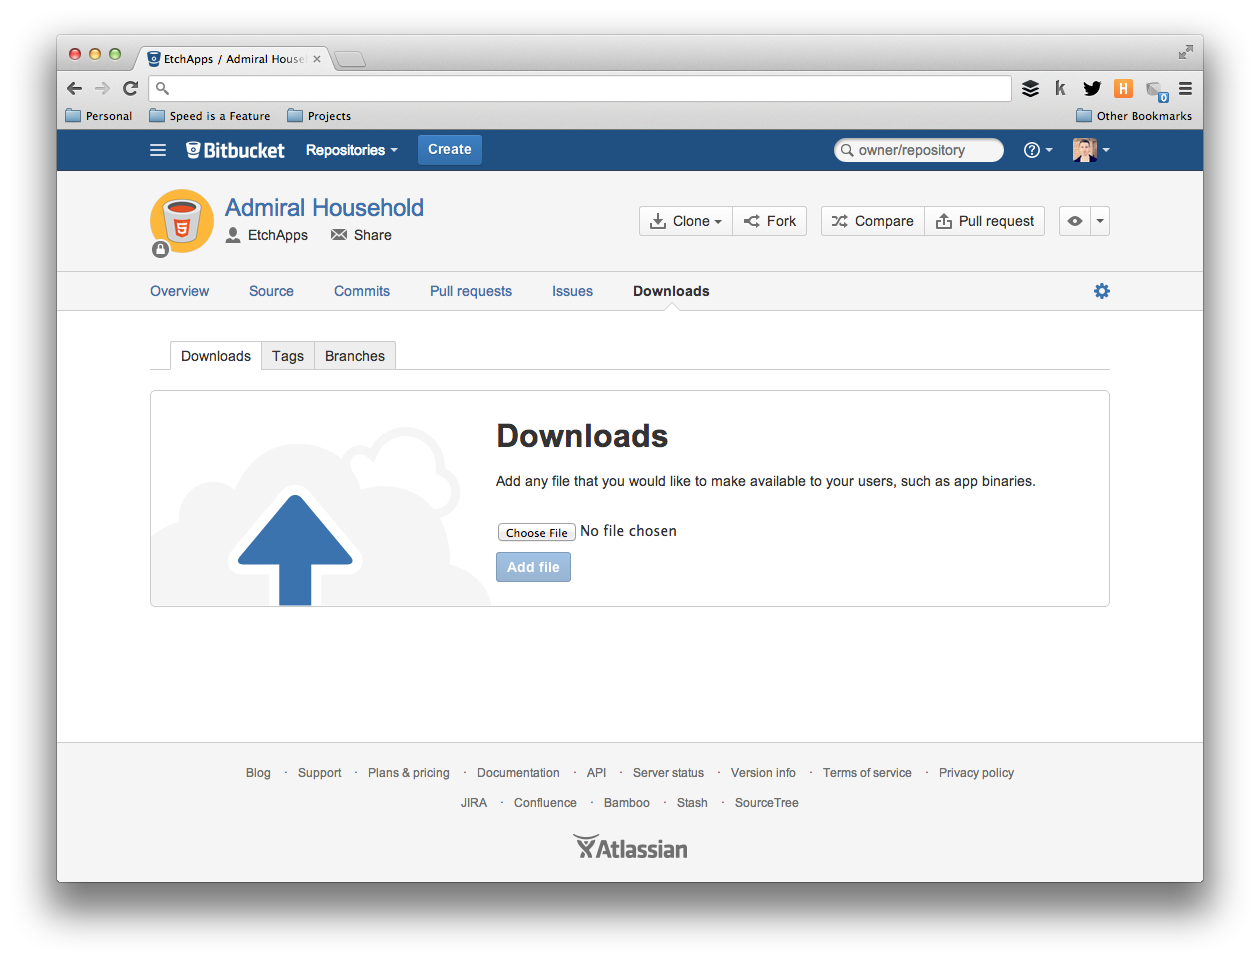 EtchApps / Admiral House
k
H
0
Personal Speed is a Feature Projects Other Bookmarks
Bitbucket Repositories Create owner/repository
Admiral Household
EtchApps Share
Clone Fork Compare Pull request
Overview Source Commits Pull requests Issues Downloads
Downloads Tags Branches
Downloads
Add any file that you would like to make available to your users, such as app binaries.
Choose File No file chosen
Add file
Blog · Support · Plans & pricing · Documentation · API · Server status · Version info · Terms of service · Privacy policy
JIRA · Confluence · Bamboo · Stash · SourceTree
Atlassian